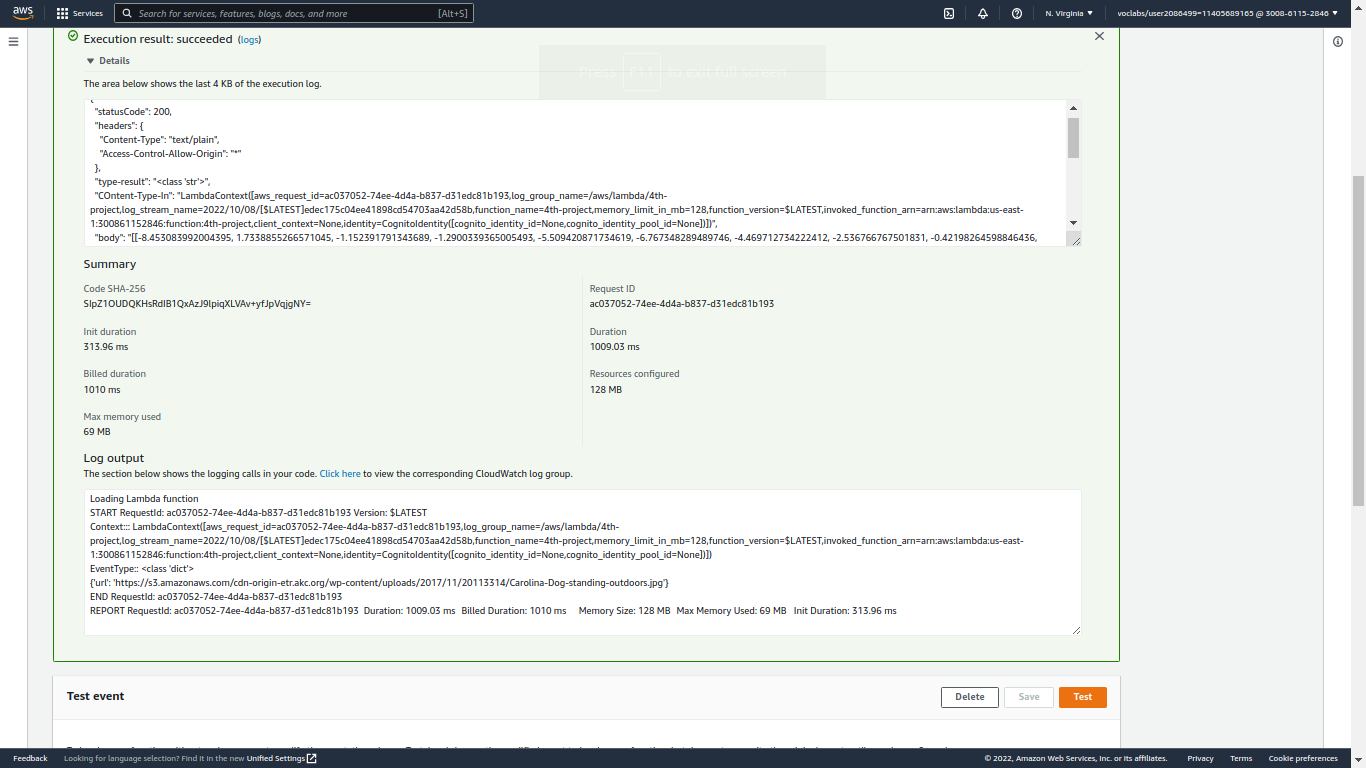 aws
Services
Search for services, features, blogs, docs, and more
[Alt+S]
N. Virginia
voclabs/user2086499=11405689165 @ 3008-6115-2846
Execution result: succeeded (logs)
Press F11 to exit full screen
Details
The area below shows the last 4 KB of the execution log.
{
"statusCode": 200,
"headers": {
"Content-Type": "text/plain",
"Access-Control-Allow-Origin": "*"
},
"type-result": "<class 'str'>",
"COntent-Type-In": "LambdaContext([aws_request_id=ac037052-74ee-4d4a-b837-d31edc81b193,log_group_name=/aws/lambda/4th-
project,log_stream_name=2022/10/08/[$LATEST]edec175c04ee41898cd54703aa42d58b,function_name=4th-project,memory_limit_in_mb=128,function_version=$LATEST,invoked_function_arn=arn:aws:lambda:us-east-
1:300861152846:function:4th-project,client_context=None,identity=CognitoIdentity([cognito_identity_id=None,cognito_identity_pool_id=None])])",
"body": "[[-8.453083992004395, 1.7338855266571045, -1.152391791343689, -1.2900339365005493, -5.509420871734619, -6.767348289489746, -4.469712734222412, -2.536766767501831, -0.42198264598846436,
Summary
Code SHA-256
SIpZ1OUDQKHsRdIB1QxAzJ9lpiqXLVAv+yfJpVqjgNY=
Request ID
ac037052-74ee-4d4a-b837-d31edc81b193
Init duration
313.96 ms
Duration
1009.03 ms
Billed duration
1010 ms
Resources configured
128 MB
Max memory used
69 MB
Log output
The section below shows the logging calls in your code. Click here to view the corresponding CloudWatch log group.
Loading Lambda function
START RequestId: ac037052-74ee-4d4a-b837-d31edc81b193 Version: $LATEST
Context::: LambdaContext([aws_request_id=ac037052-74ee-4d4a-b837-d31edc81b193,log_group_name=/aws/lambda/4th-
project,log_stream_name=2022/10/08/[$LATEST]edec175c04ee41898cd54703aa42d58b,function_name=4th-project,memory_limit_in_mb=128,function_version=$LATEST,invoked_function_arn=arn:aws:lambda:us-east-
1:300861152846:function:4th-project,client_context=None,identity=CognitoIdentity([cognito_identity_id=None,cognito_identity_pool_id=None])])
EventType:: <class 'dict'>
{'url': 'https://s3.amazonaws.com/cdn-origin-etr.akc.org/wp-content/uploads/2017/11/20113314/Carolina-Dog-standing-outdoors.jpg'}
END RequestId: ac037052-74ee-4d4a-b837-d31edc81b193
REPORT RequestId: ac037052-74ee-4d4a-b837-d31edc81b193 Duration: 1009.03 ms Billed Duration: 1010 ms Memory Size: 128 MB Max Memory Used: 69 MB Init Duration: 313.96 ms
Test event
Delete
Save
Test
Feedback
Looking for language selection? Find it in the new Unified Settings
© 2022, Amazon Web Services, Inc. or its affiliates.
Privacy
Terms
Cookie preferences